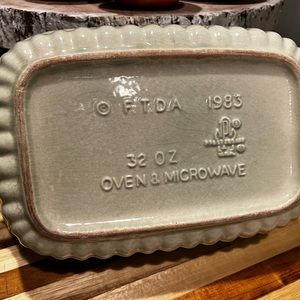 © F.T.D.A 1983
32 OZ
OVEN & MICROWAVE